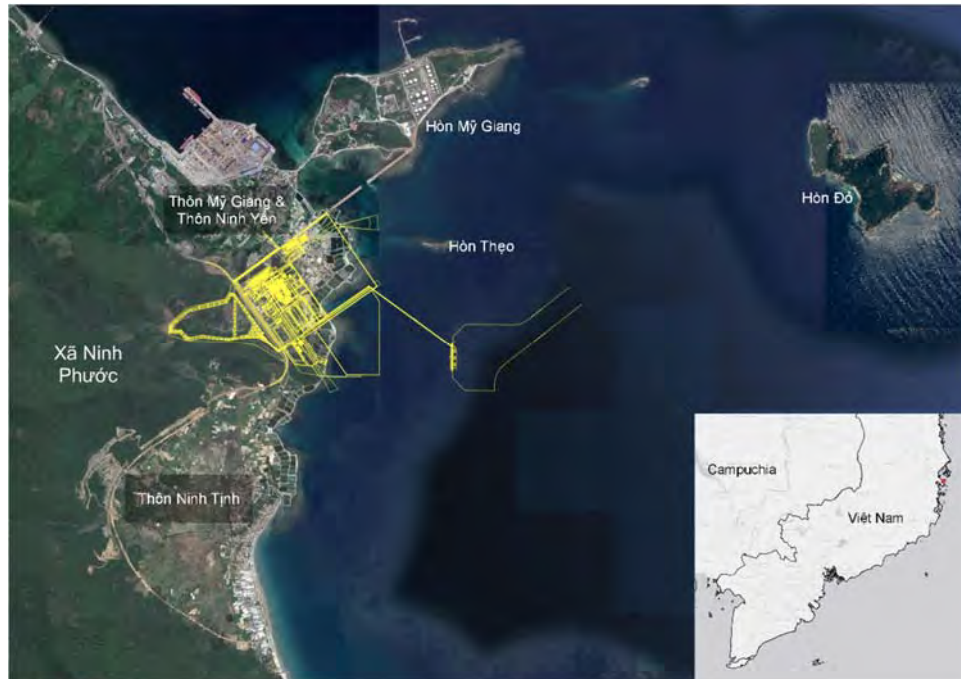 Hòn Mỹ Giang
Thôn Mỹ Giang &
Thôn Ninh Yển
Hòn Đỏ
Hòn Thẹo
Xã Ninh
Phước
Thôn Ninh Tịnh
Campuchia
Việt Nam